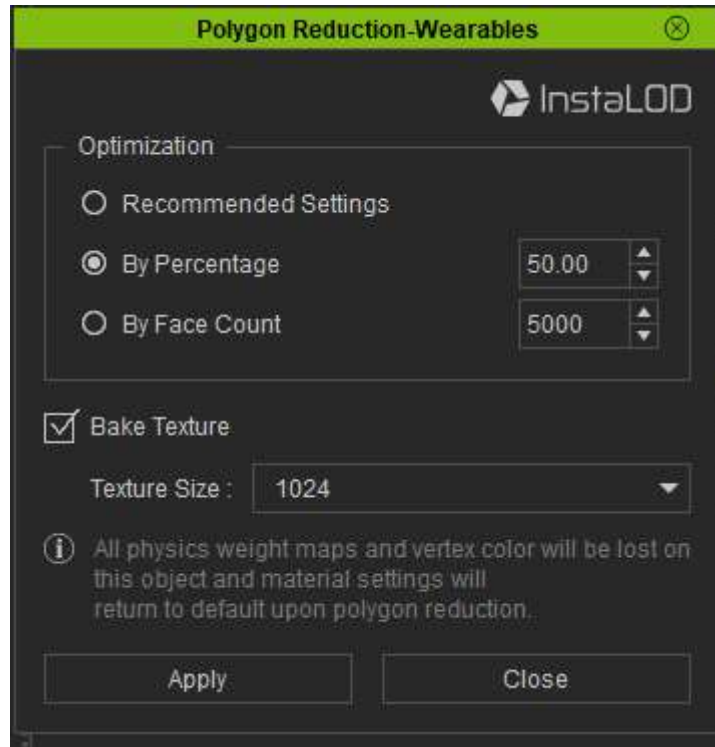 Polygon Reduction-Wearables
InstaLOD
Optimization
Recommended Settings
By Percentage 50.00
By Face Count 5000
Bake Texture
Texture Size : 1024
All physics weight maps and vertex color will be lost on
this object and material settings will
return to default upon polygon reduction.
Apply Close